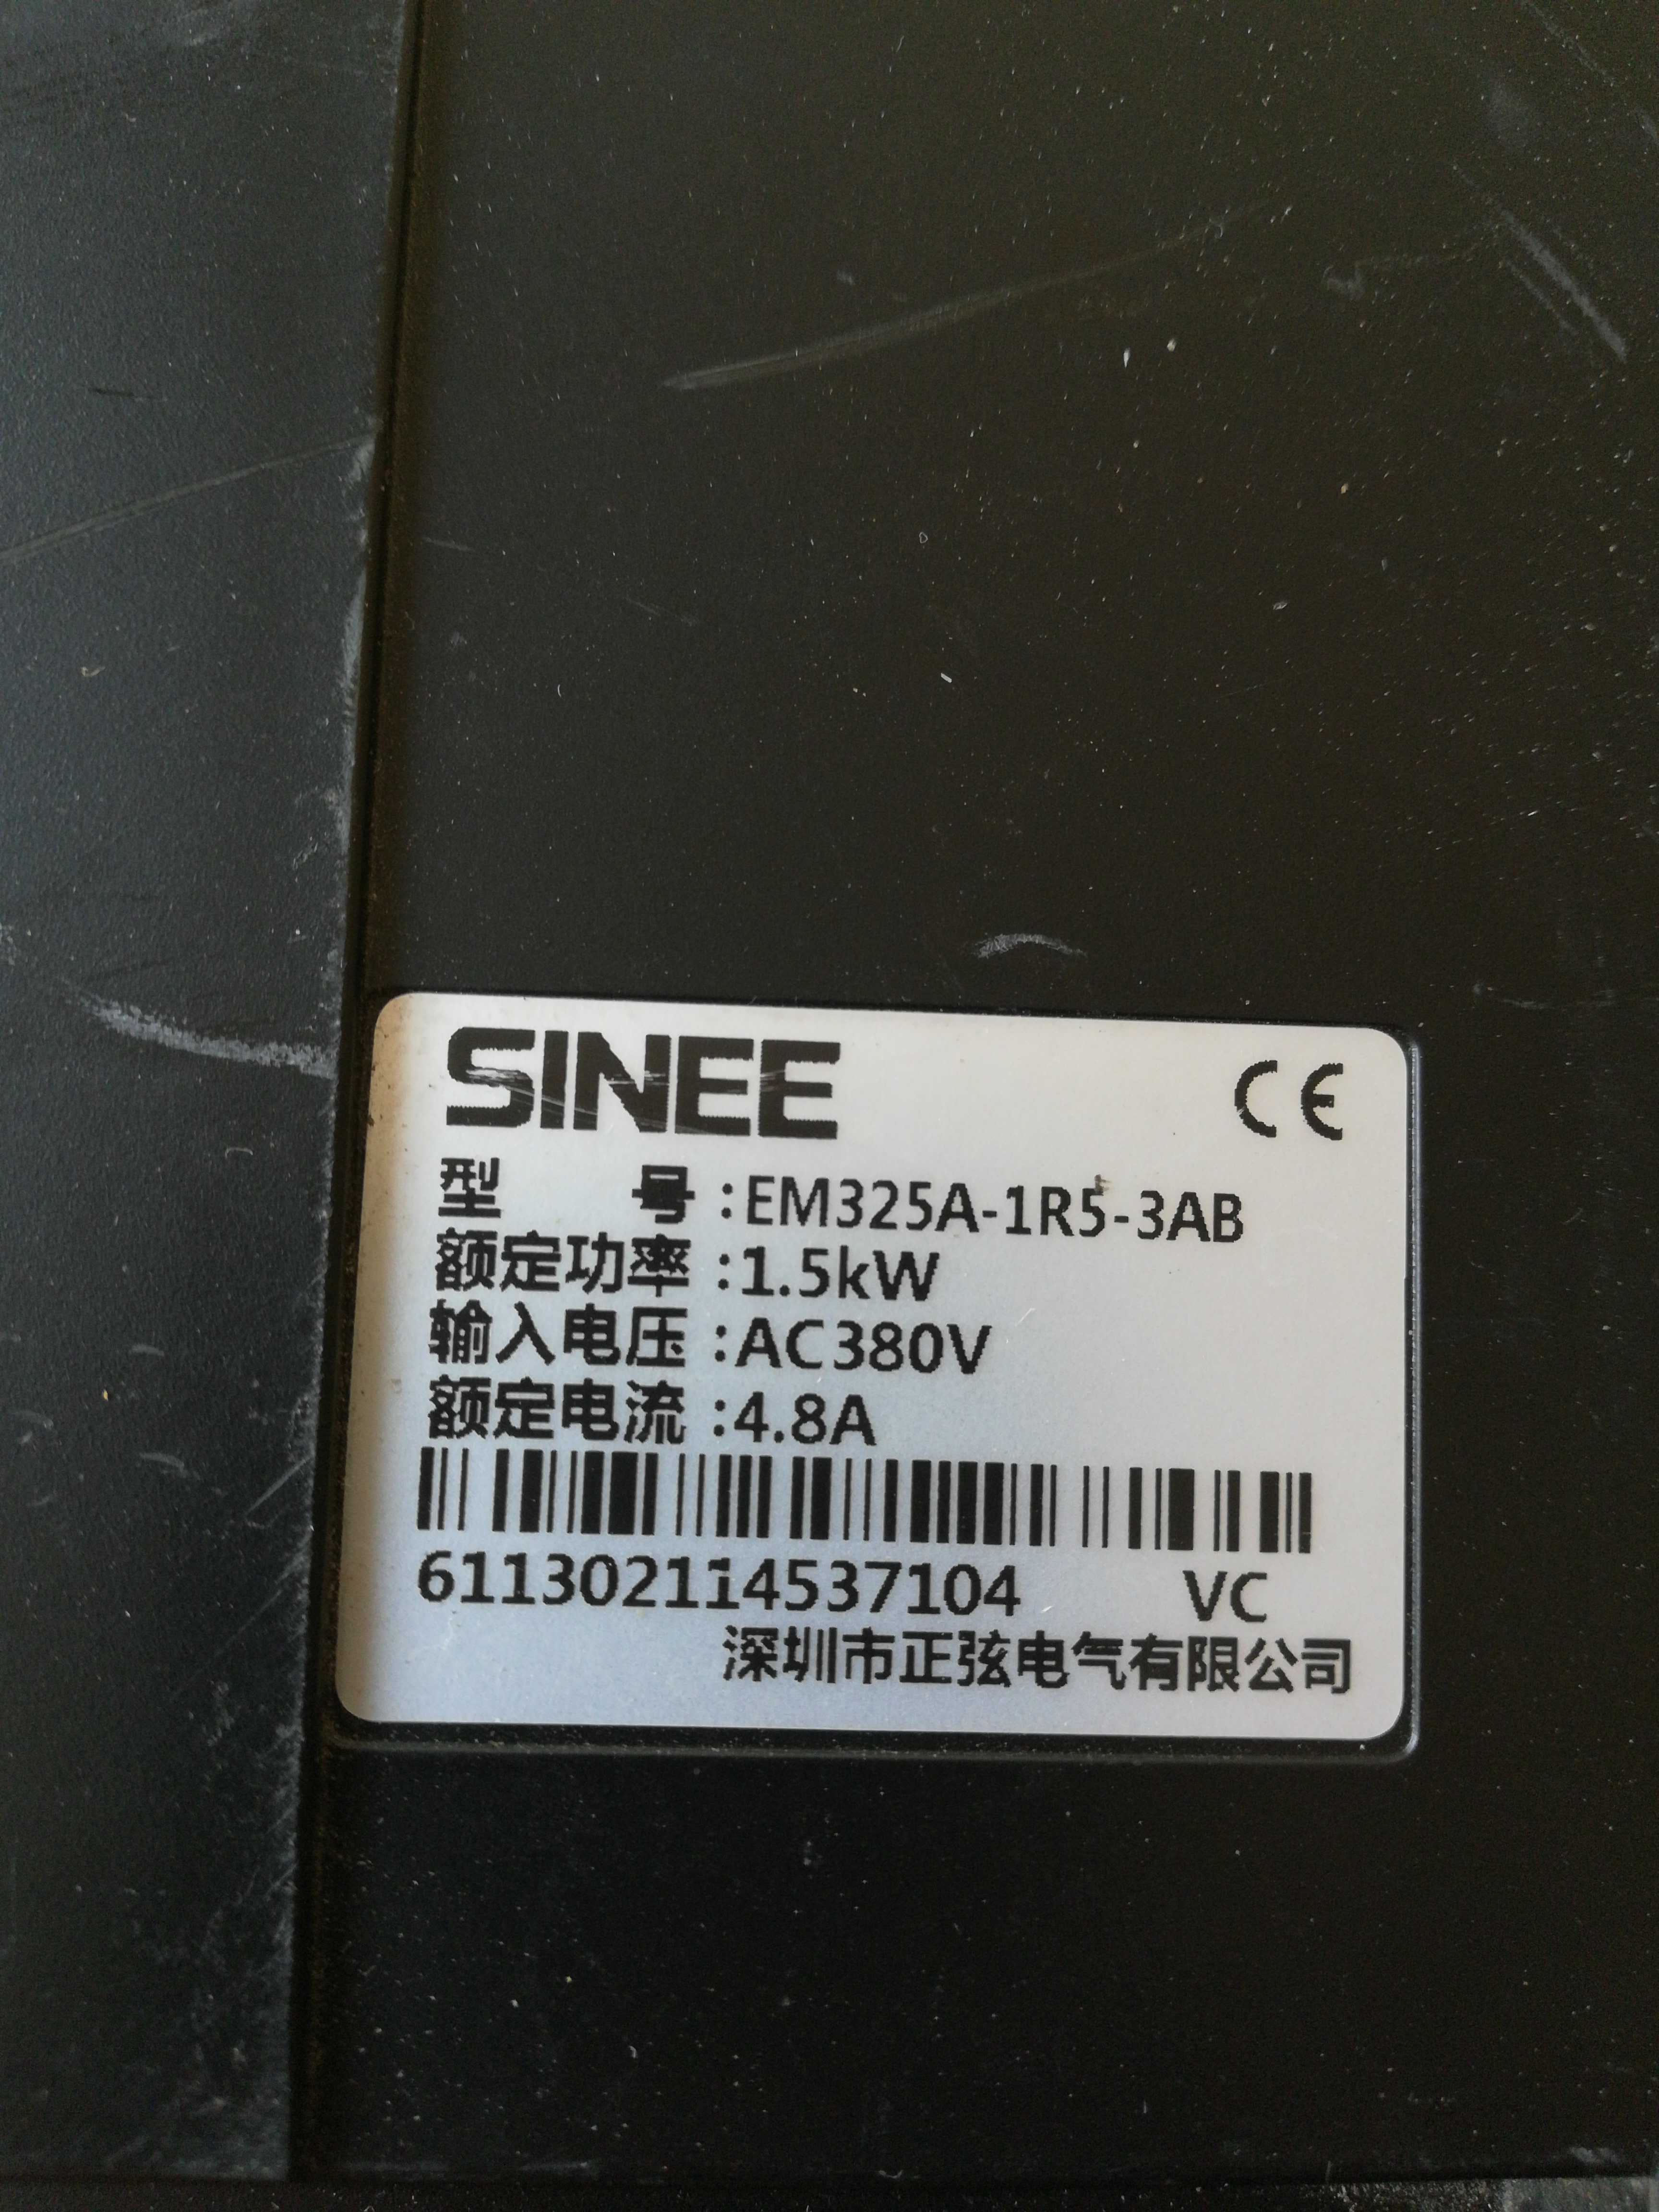 SINEE CE
型 号:EM325A-1R5-3AB
额定功率:1.5kW
输入电压:AC380V
额定电流:4.8A
6113021114537104 VC
深圳市正弦电气有限公司